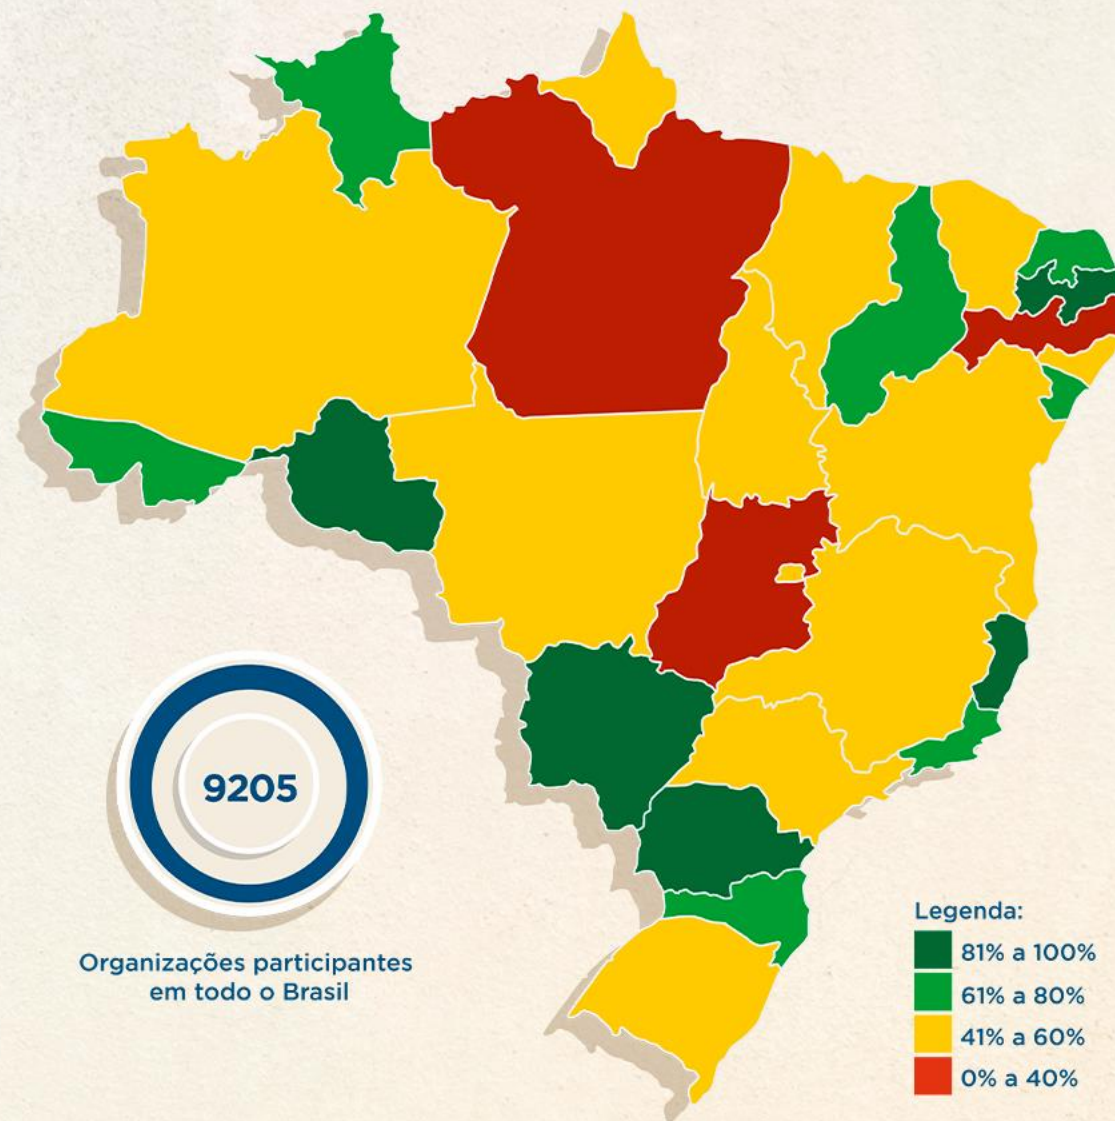 9205
Organizações participantes
em todo o Brasil
Legenda:
81% a 100%
61% a 80%
41% a 60%
0% a 40%